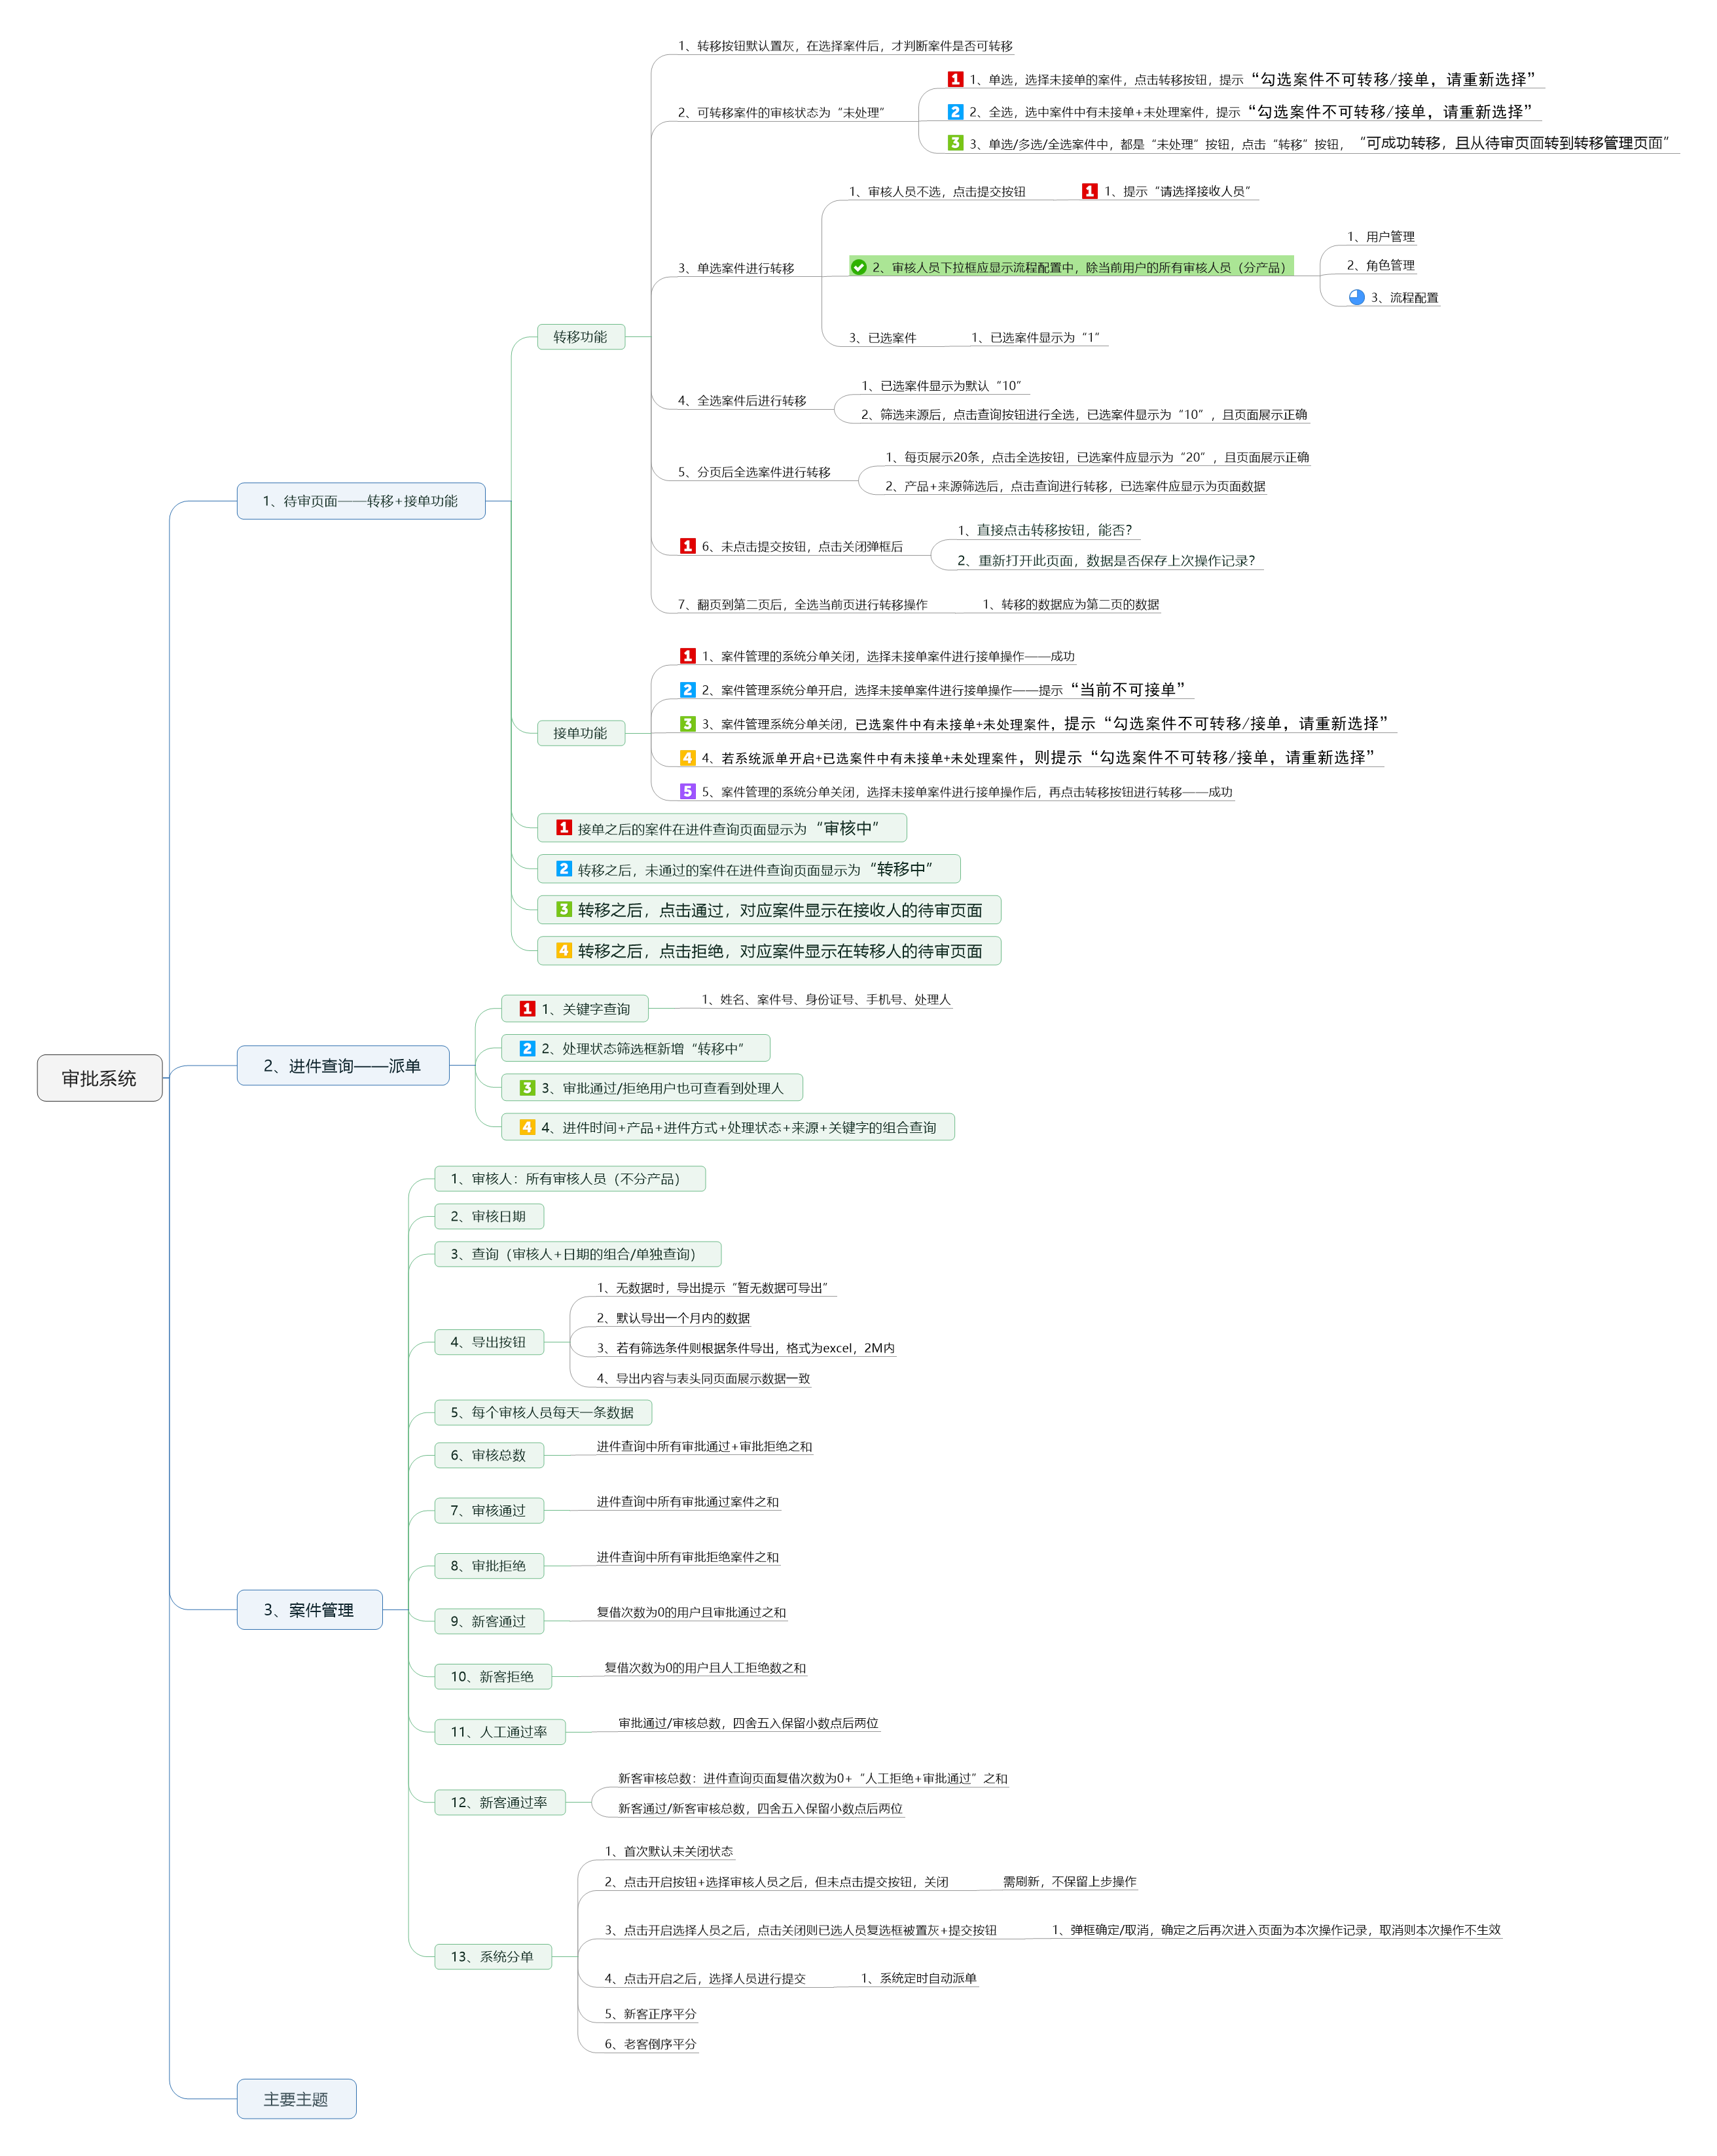 审批系统
1、待审页面——转移+接单功能
转移功能
1、转移按钮默认置灰，在选择案件后，才判断案件是否可转移
2、可转移案件的审核状态为“未处理”
1 1、单选，选择未接单的案件，点击转移按钮，提示“勾选案件不可转移/接单，请重新选择”
2 2、全选，选中案件中有未接单+未处理案件，提示“勾选案件不可转移/接单，请重新选择”
3 3、单选/多选/全选案件中，都是“未处理”按钮，点击“转移”按钮，“可成功转移，且从待审页面转到转移管理页面”
3、单选案件进行转移
1、审核人员不选，点击提交按钮
1 1、提示“请选择接收人员”
2、审核人员下拉框应显示流程配置中，除当前用户的所有审核人员（分产品）
1、用户管理
2、角色管理
3、流程配置
3、已选案件
1、已选案件显示为“1”
4、全选案件后进行转移
1、已选案件显示为默认“10”
2、筛选来源后，点击查询按钮进行全选，已选案件显示为“10”，且页面展示正确
5、分页后全选案件进行转移
1、每页展示20条，点击全选按钮，已选案件应显示为“20”，且页面展示正确
2、产品+来源筛选后，点击查询进行转移，已选案件应显示为页面数据
1 6、未点击提交按钮，点击关闭弹框后
1、直接点击转移按钮，能否？
2、重新打开此页面，数据是否保存上次操作记录？
7、翻页到第二页后，全选当前页进行转移操作
1、转移的数据应为第二页的数据
接单功能
1 1、案件管理的系统分单关闭，选择未接单案件进行接单操作——成功
2 2、案件管理系统分单开启，选择未接单案件进行接单操作——提示“当前不可接单”
3 3、案件管理系统分单关闭，已选案件中有未接单+未处理案件，提示“勾选案件不可转移/接单，请重新选择”
4 4、若系统派单开启+已选案件中有未接单+未处理案件，则提示“勾选案件不可转移/接单，请重新选择”
5 5、案件管理的系统分单关闭，选择未接单案件进行接单操作后，再点击转移按钮进行转移——成功
1 接单之后的案件在进件查询页面显示为“审核中”
2 转移之后，未通过的案件在进件查询页面显示为“转移中”
3 转移之后，点击通过，对应案件显示在接收人的待审页面
4 转移之后，点击拒绝，对应案件显示在转移人的待审页面
2、进件查询——派单
1 1、关键字查询
1、姓名、案件号、身份证号、手机号、处理人
2 2、处理状态筛选框新增“转移中”
3 3、审批通过/拒绝用户也可查看到处理人
4 4、进件时间+产品+进件方式+处理状态+来源+关键字的组合查询
3、案件管理
1、审核人：所有审核人员（不分产品）
2、审核日期
3、查询（审核人+日期的组合/单独查询）
4、导出按钮
1、无数据时，导出提示“暂无数据可导出”
2、默认导出一个月内的数据
3、若有筛选条件则根据条件导出，格式为excel，2M内
4、导出内容与表头同页面展示数据一致
5、每个审核人员每天一条数据
6、审核总数
进件查询中所有审批通过+审批拒绝之和
7、审核通过
进件查询中所有审批通过案件之和
8、审批拒绝
进件查询中所有审批拒绝案件之和
9、新客通过
复借次数为0的用户且审批通过之和
10、新客拒绝
复借次数为0的用户且人工拒绝数之和
11、人工通过率
审批通过/审核总数，四舍五入保留小数点后两位
12、新客通过率
新客审核总数：进件查询页面复借次数为0+“人工拒绝+审批通过”之和
新客通过/新客审核总数，四舍五入保留小数点后两位
13、系统分单
1、首次默认未关闭状态
2、点击开启按钮+选择审核人员之后，但未点击提交按钮，关闭
需刷新，不保留上步操作
3、点击开启选择人员之后，点击关闭则已选人员复选框被置灰+提交按钮
1、弹框确定/取消，确定之后再次进入页面为本次操作记录，取消则本次操作不生效
4、点击开启之后，选择人员进行提交
1、系统定时自动派单
5、新客正序平分
6、老客倒序平分
主要主题